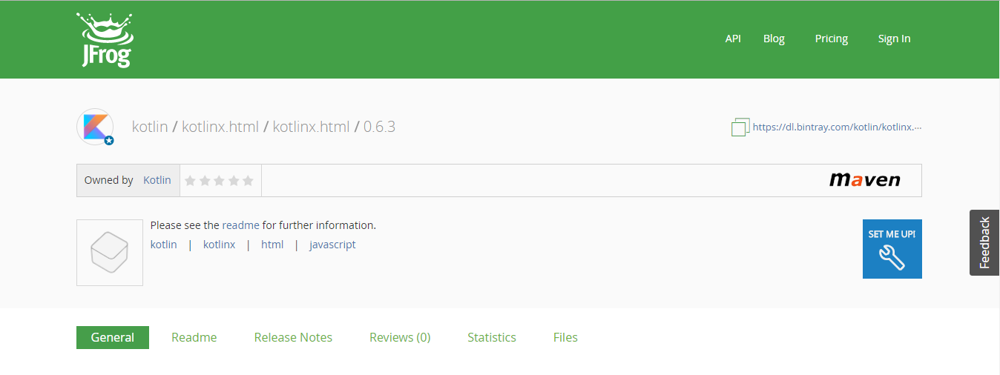 JFrog
API Blog Pricing Sign In
kotlin / kotlinx.html / kotlinx.html / 0.6.3
https://dl.bintray.com/kotlin/kotlinx.···
Owned by Kotlin
maven
Please see the readme for further information.
kotlin | kotlinx | html | javascript
SET ME UP!
Feedback
General Readme Release Notes Reviews (0) Statistics Files